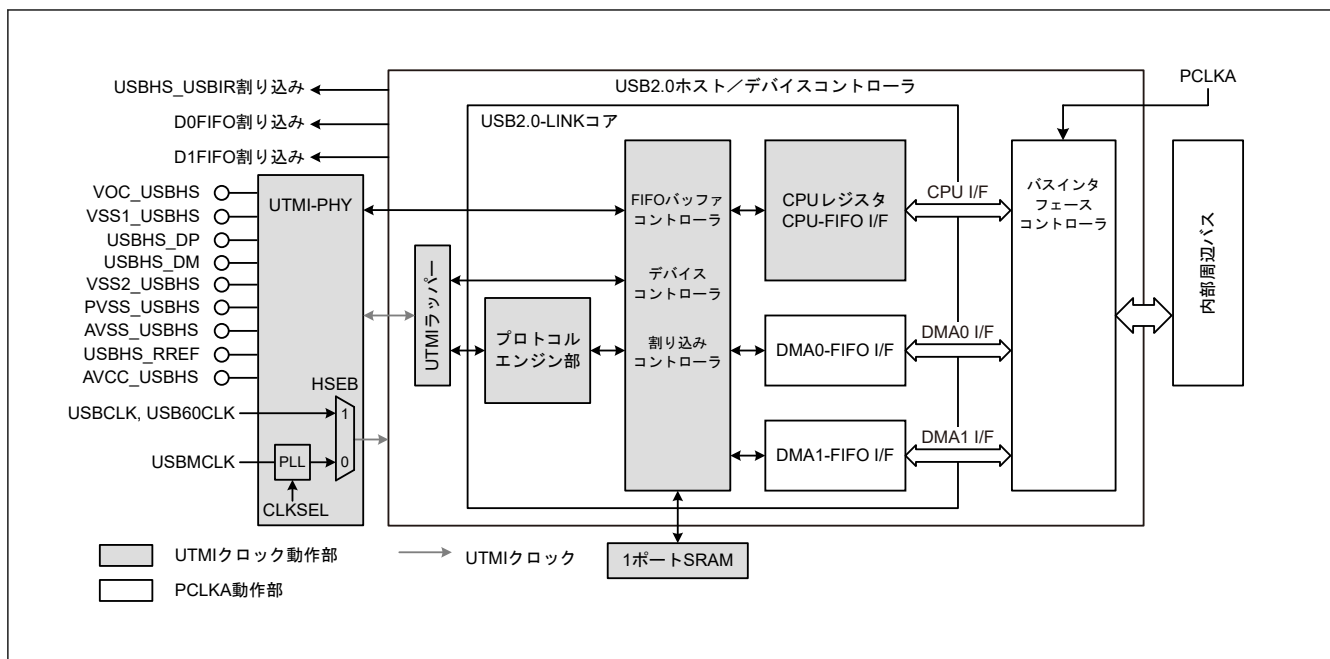 USBHS_USBIR割り込み
D0FIFO割り込み
D1FIFO割り込み
USB2.0ホスト／デバイスコントローラ
PCLKA
USB2.0-LINKコア
VOC_USBHS
VSS1_USBHS
USBHS_DP
USBHS_DM
VSS2_USBHS
PVSS_USBHS
AVSS_USBHS
USBHS_RREF
AVCC_USBHS
USBCLK, USB60CLK
USBMCLK
UTMI-PHY
HSEB
1
0
PLL
CLKSEL
UTMIラッパー
プロトコル
エンジン部
FIFOバッファ
コントローラ
デバイス
コントローラ
割り込み
コントローラ
CPUレジスタ
CPU-FIFO I/F
DMA0-FIFO I/F
DMA1-FIFO I/F
CPU I/F
DMA0 I/F
DMA1 I/F
バスインタ
フェース
コントローラ
内部周辺バス
1ポートSRAM
UTMIクロック動作部
UTMIクロック
PCLKA動作部